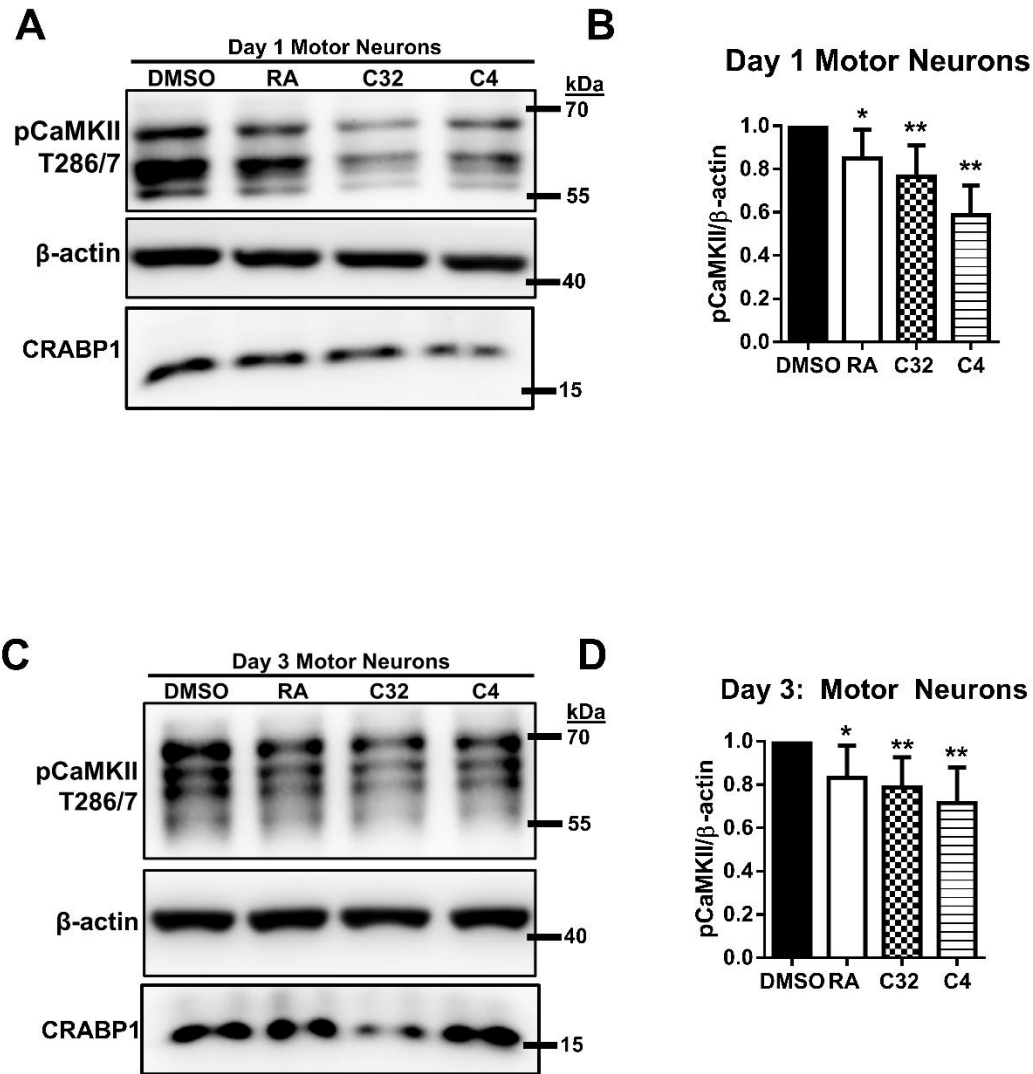 A
Day 1 Motor Neurons
DMSO RA C32 C4
kDa
pCaMKII
T286/7
70
55
β-actin
40
CRABP1
15
B
Day 1 Motor Neurons
pCaMKII/β-actin
1.0
0.8
0.6
0.4
0.2
0.0
* ** **
DMSO RA C32 C4
C
Day 3 Motor Neurons
DMSO RA C32 C4
kDa
pCaMKII
T286/7
70
55
β-actin
40
CRABP1
15
D
Day 3: Motor Neurons
pCaMKII/β-actin
1.0
0.8
0.6
0.4
0.2
0.0
* ** **
DMSO RA C32 C4